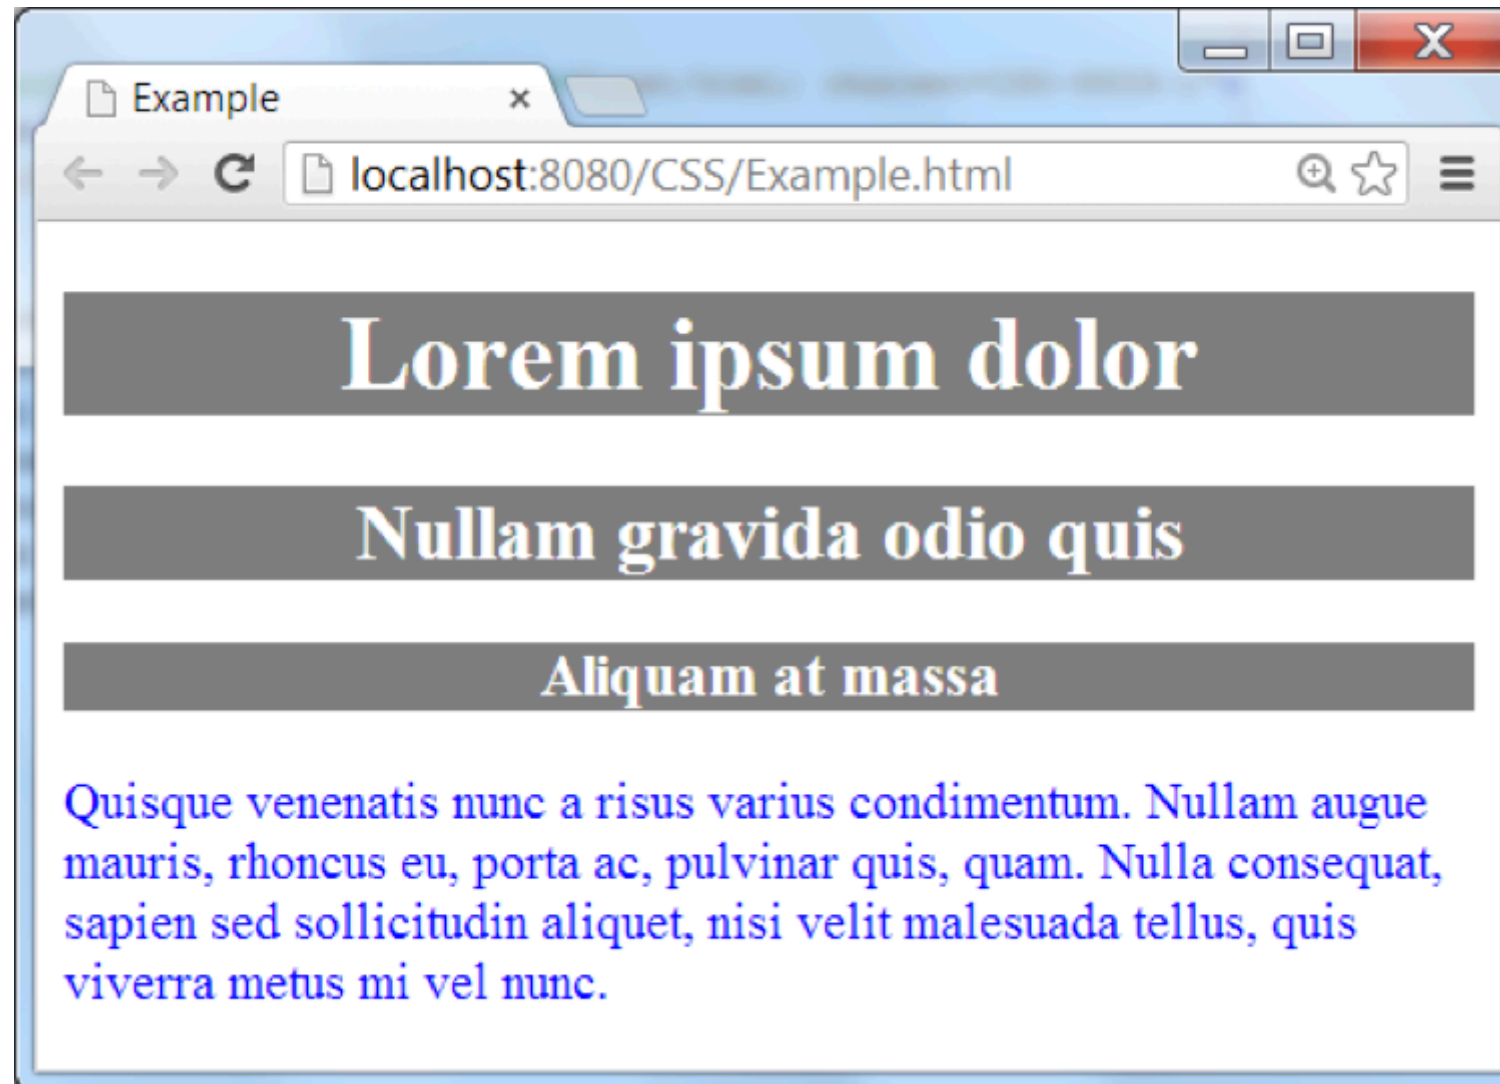 Example
localhost:8080/CSS/Example.html
Lorem ipsum dolor
Nullam gravida odio quis
Aliquam at massa
Quisque venenatis nunc a risus varius condimentum. Nullam augue
mauris, rhoncus eu, porta ac, pulvinar quis, quam. Nulla consequat,
sapien sed sollicitudin aliquet, nisi velit malesuada tellus, quis
viverra metus mi vel nunc.